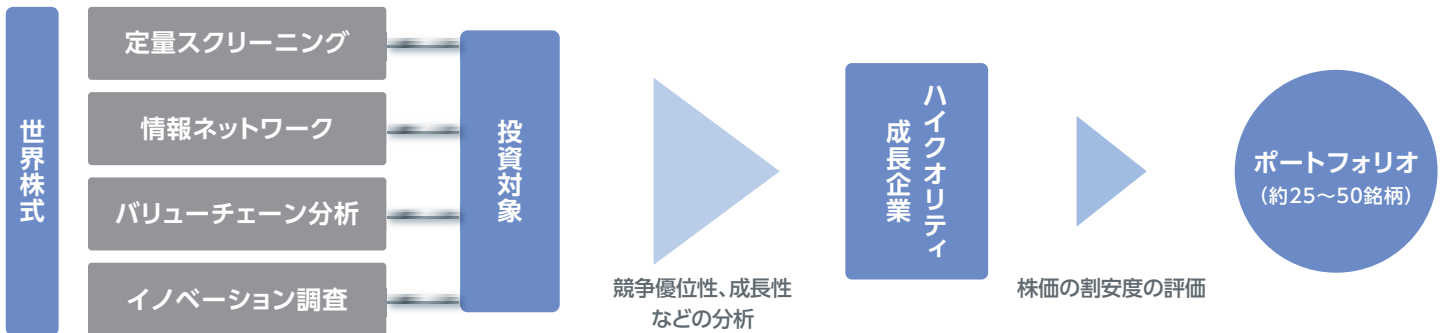 世界株式
定量スクリーニング
情報ネットワーク
バリューチェーン分析
イノベーション調査
投資対象
競争優位性、成長性
などの分析
ハイクオリティ
成長企業
株価の割安度の評価
ポートフォリオ
（約25～50銘柄）